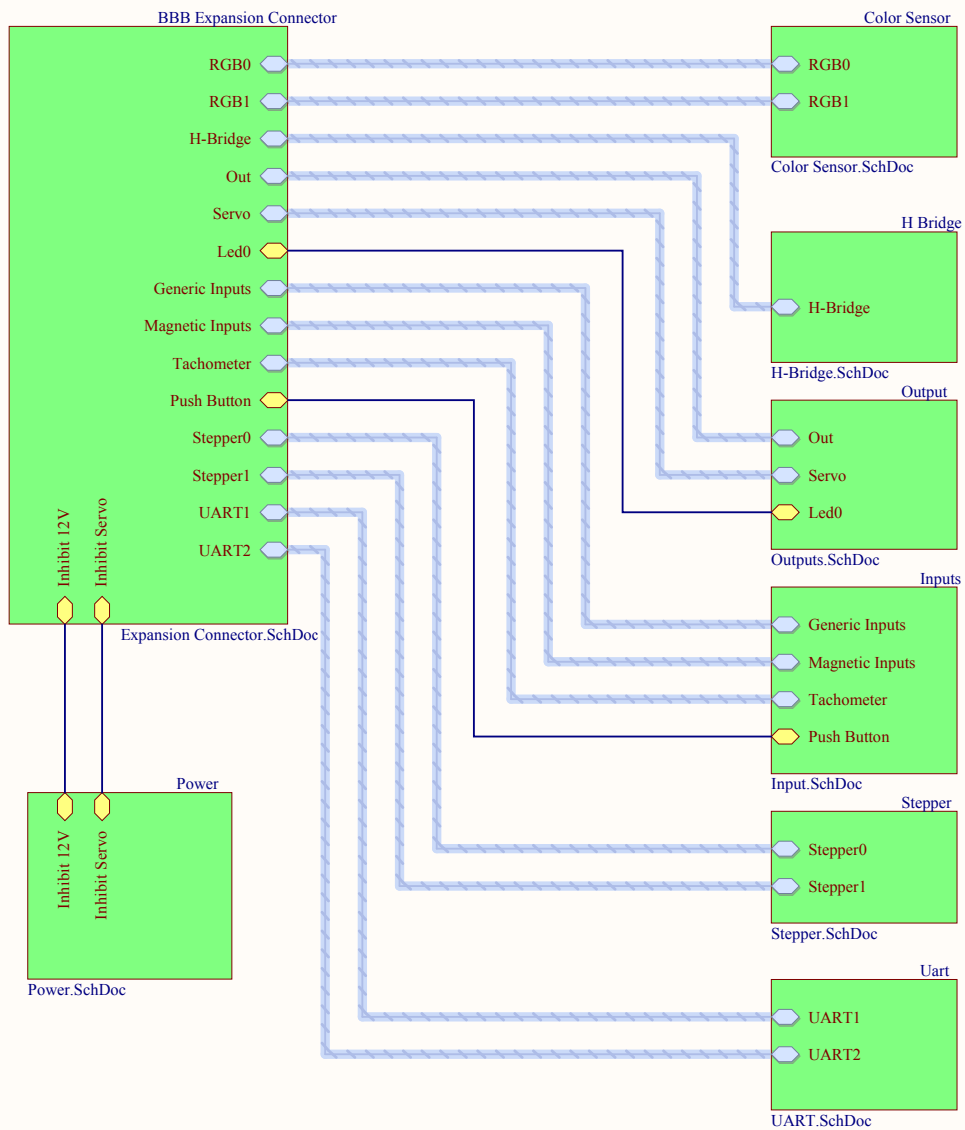 BBB Expansion Connector
RGB0
RGB1
H-Bridge
Out
Servo
Led0
Generic Inputs
Magnetic Inputs
Tachometer
Push Button
Stepper0
Stepper1
UART1
UART2
Inhibit 12V
Inhibit Servo
Expansion Connector.SchDoc
Power
Inhibit 12V
Inhibit Servo
Power.SchDoc
Color Sensor
RGB0
RGB1
Color Sensor.SchDoc
H Bridge
H-Bridge
H-Bridge.SchDoc
Output
Out
Servo
Led0
Outputs.SchDoc
Inputs
Generic Inputs
Magnetic Inputs
Tachometer
Push Button
Input.SchDoc
Stepper
Stepper0
Stepper1
Stepper.SchDoc
Uart
UART1
UART2
UART.SchDoc